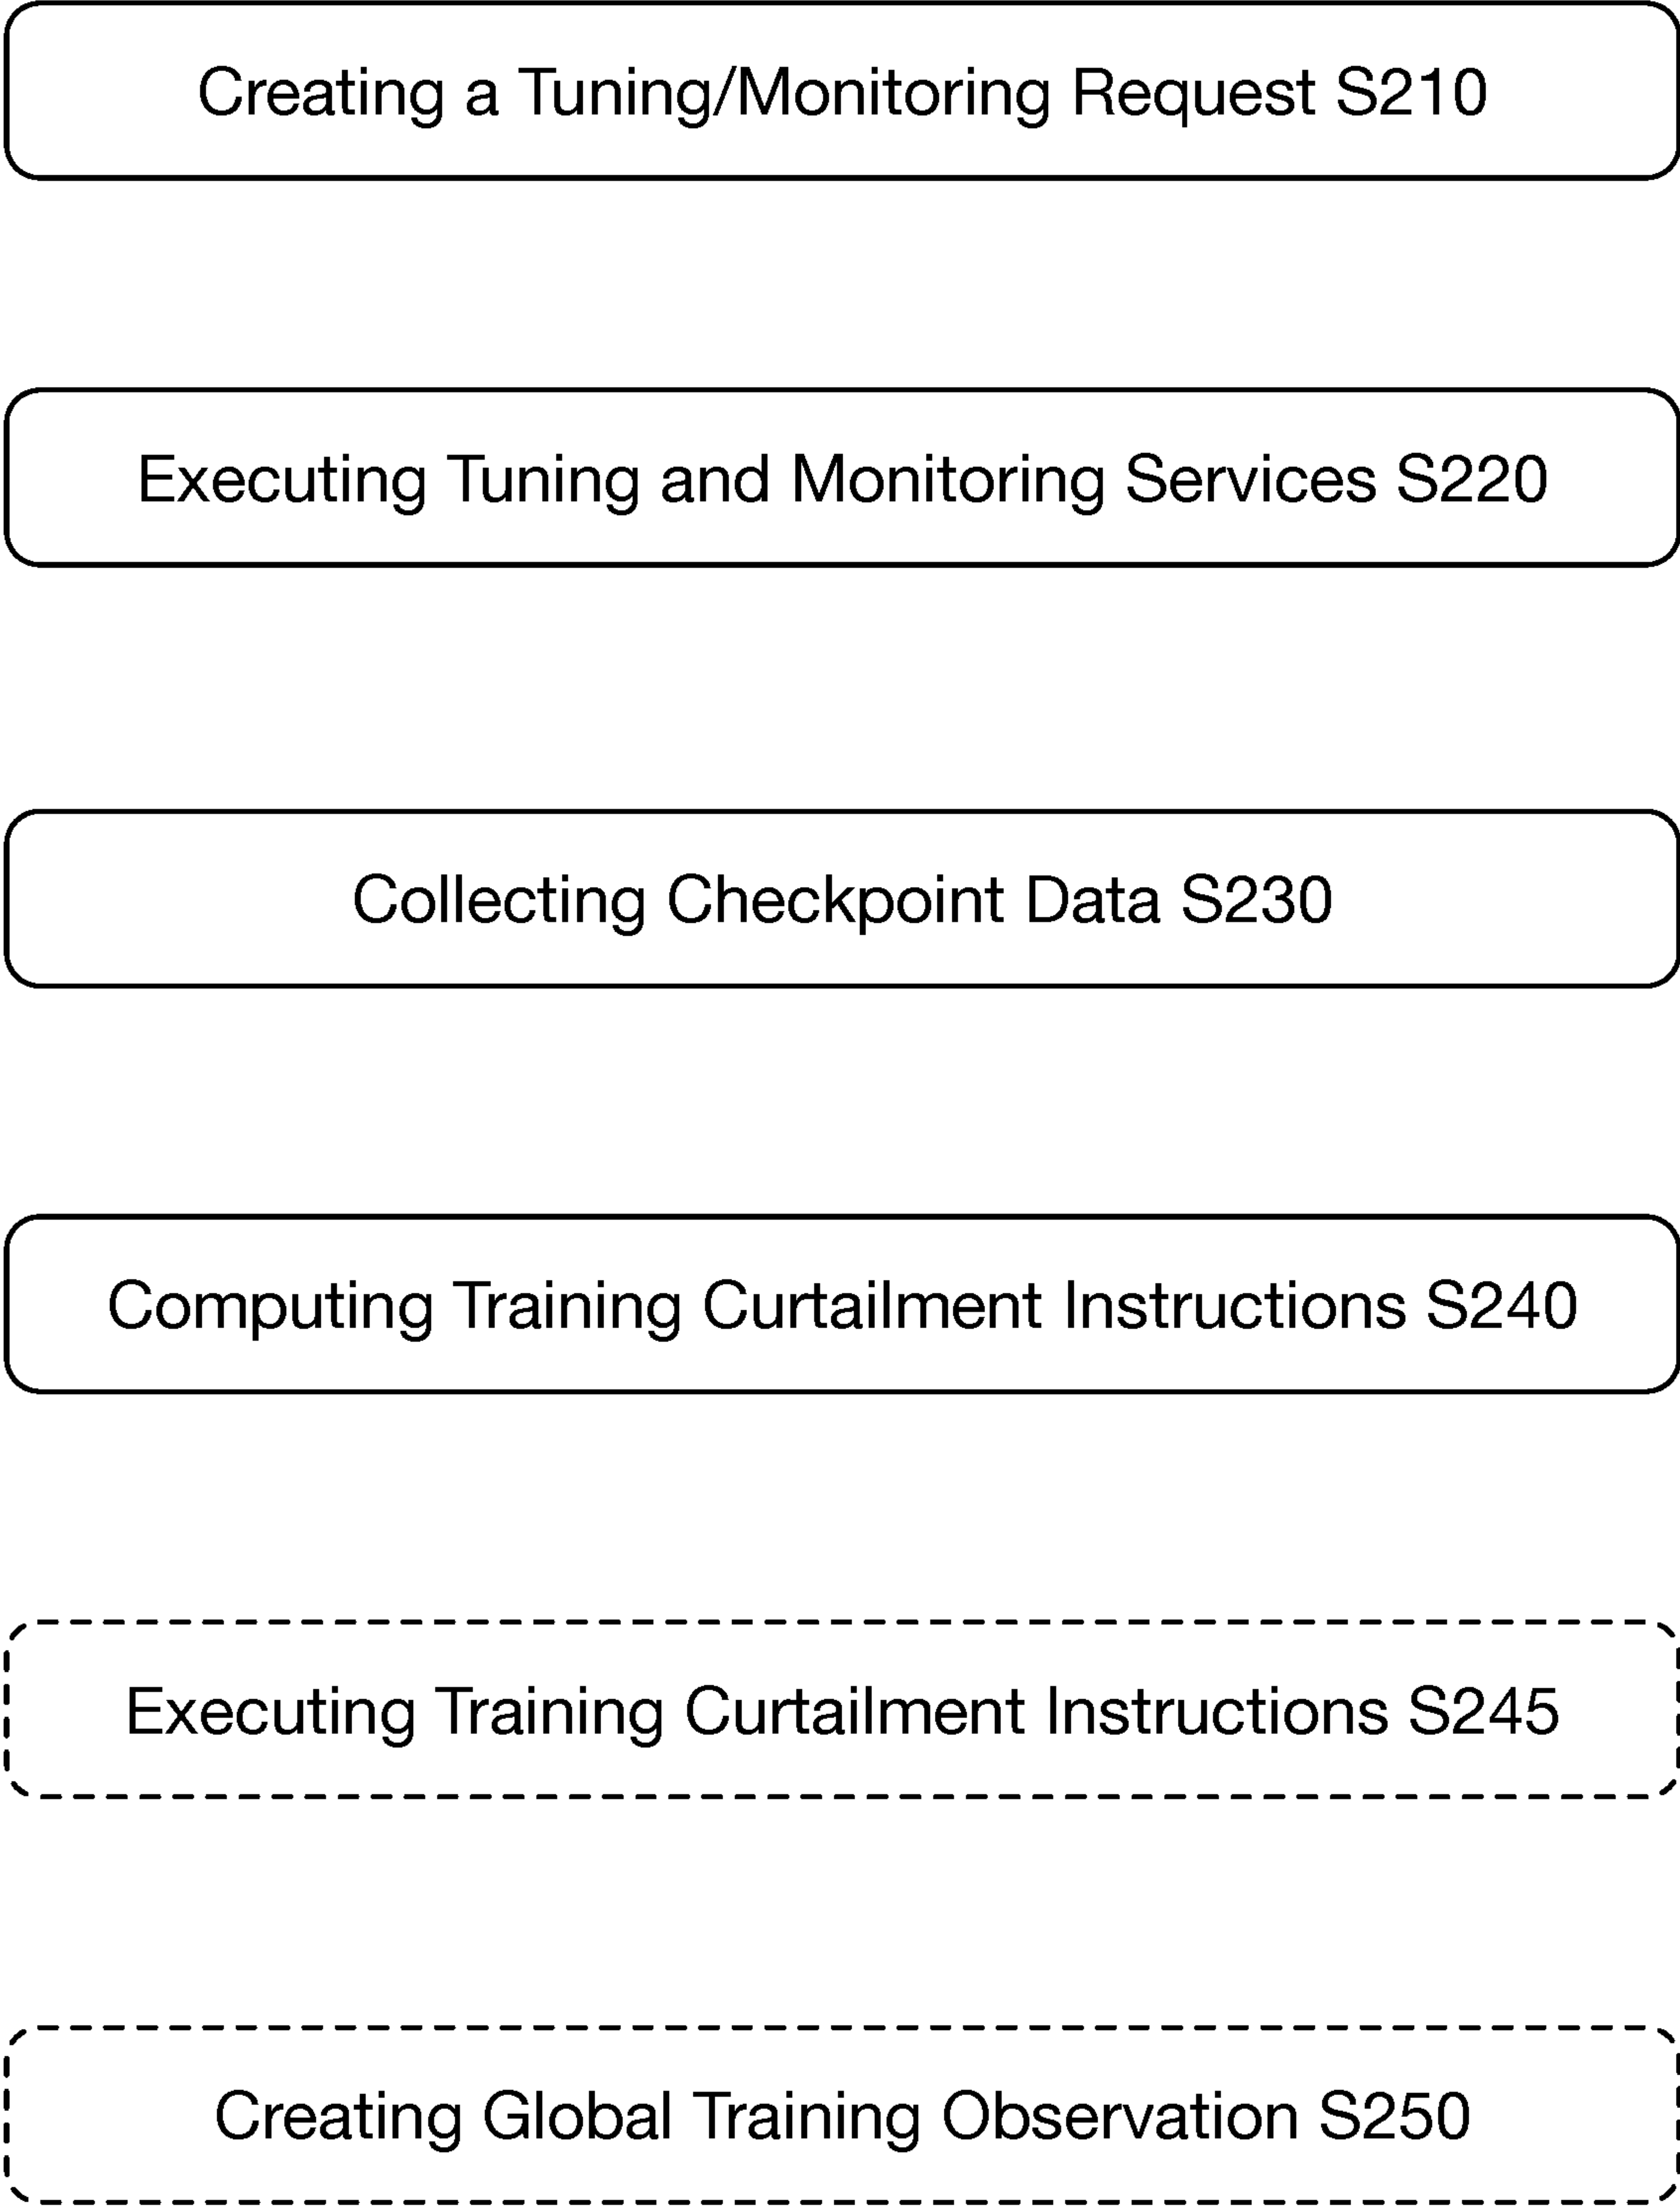 Creating a Tuning/Monitoring Request S210
Executing Tuning and Monitoring Services S220
Collecting Checkpoint Data S230
Computing Training Curtailment Instructions S240
Executing Training Curtailment Instructions S245
Creating Global Training Observation S250